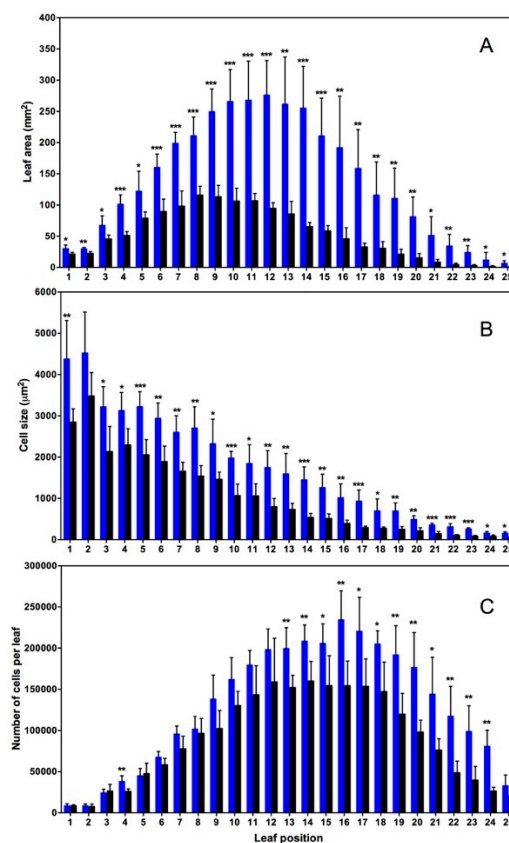 A
Leaf area (mm²)
400
350
300
250
200
150
100
50
0
* ** * *** * *** *** *** *** *** *** *** ** *** *** ** ** ** ** ** * ** ** * *
1 2 3 4 5 6 7 8 9 10 11 12 13 14 15 16 17 18 19 20 21 22 23 24 25
B
Cell size (μm²)
6000
5000
4000
3000
2000
1000
0
** * * *** ** ** ** * *** * ** ** *** ** ** *** * ** ** *** *** *** * *
1 2 3 4 5 6 7 8 9 10 11 12 13 14 15 16 17 18 19 20 21 22 23 24 25
C
Number of cells per leaf
300000
250000
200000
150000
100000
50000
0
** ** ** * ** * ** ** ** * ** ** **
1 2 3 4 5 6 7 8 9 10 11 12 13 14 15 16 17 18 19 20 21 22 23 24 25
Leaf position